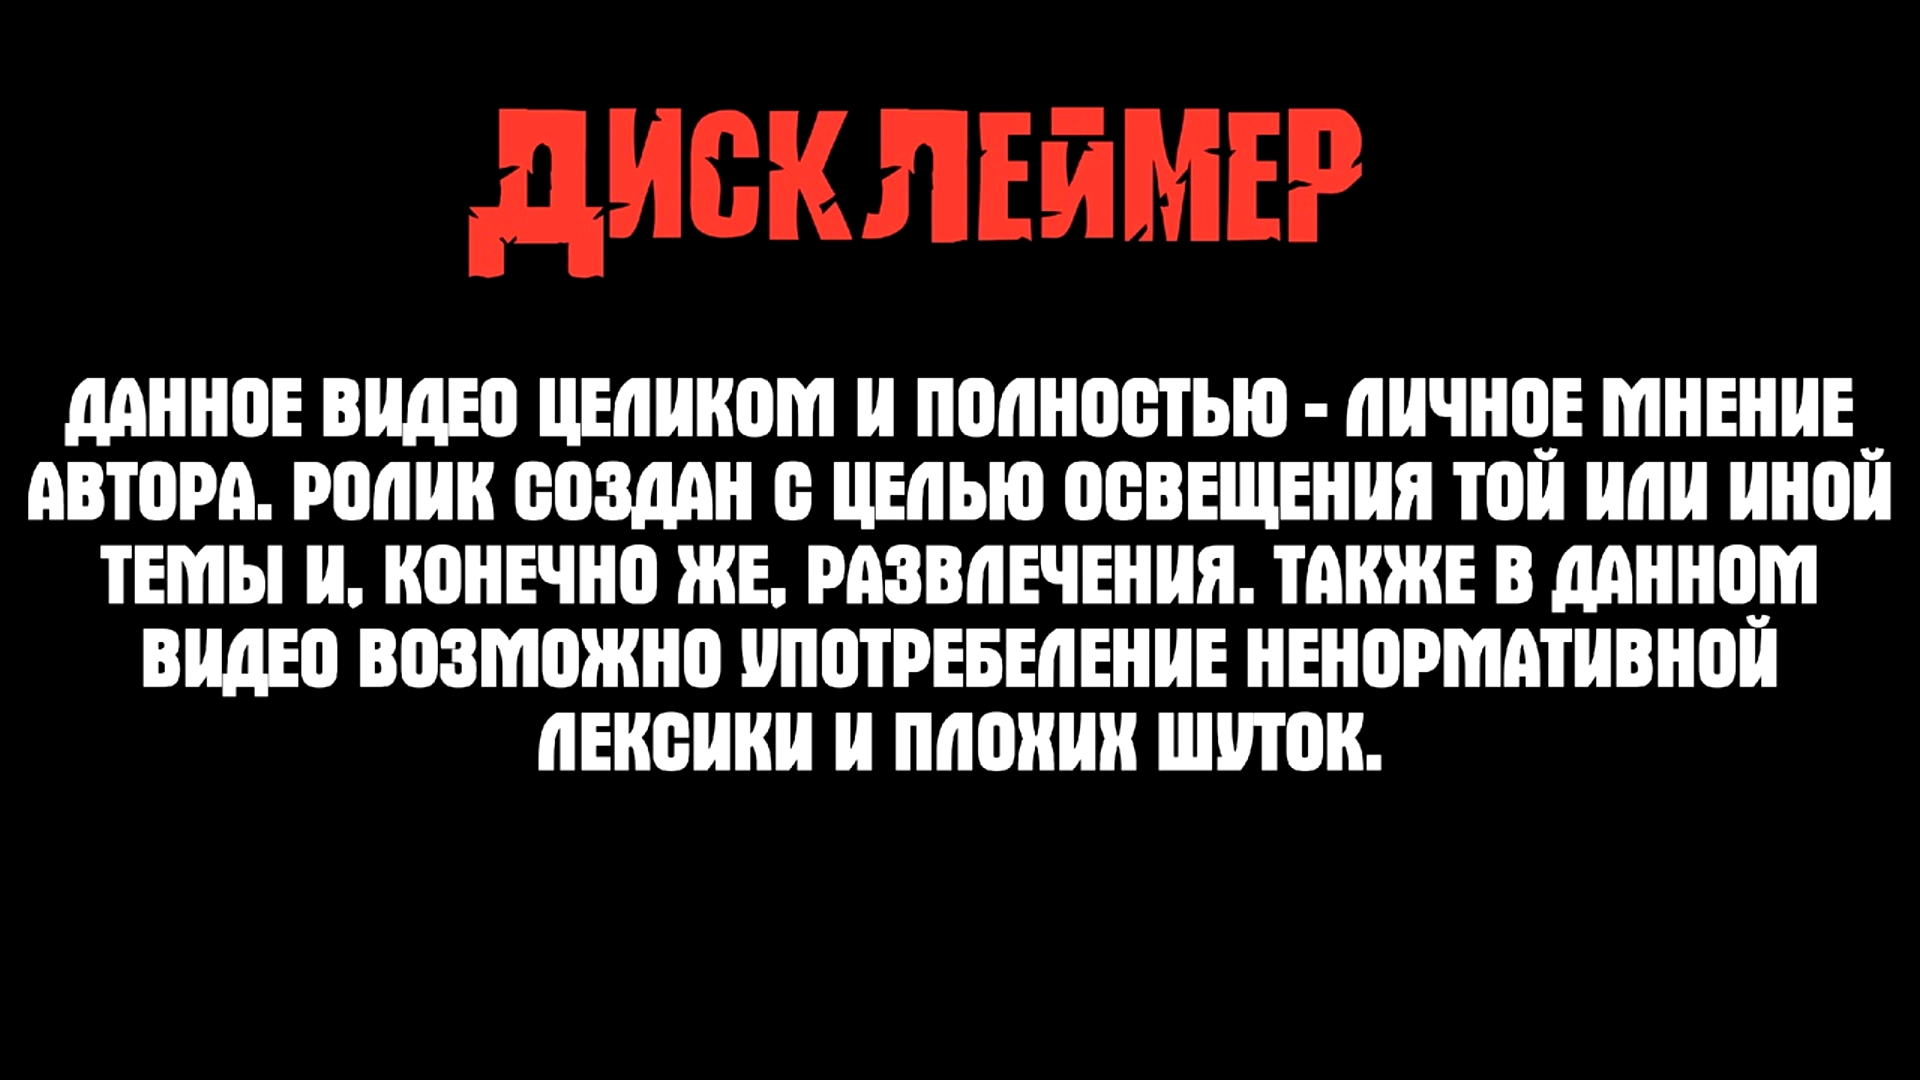 ДИСКЛЕЙМЕР
ДАННОЕ ВИДЕО ЦЕЛИКОМ И ПОЛНОСТЬЮ - ЛИЧНОЕ МНЕНИЕ
АВТОРА. РОЛИК СОЗДАН С ЦЕЛЬЮ ОСВЕЩЕНИЯ ТОЙ ИЛИ ИНОЙ
ТЕМЫ И, КОНЕЧНО ЖЕ, РАЗВЛЕЧЕНИЯ. ТАКЖЕ В ДАННОМ
ВИДЕО ВОЗМОЖНО УПОТРЕБЕЛЕНИЕ НЕНОРМАТИВНОЙ
ЛЕКСИКИ И ПЛОХИХ ШУТОК.